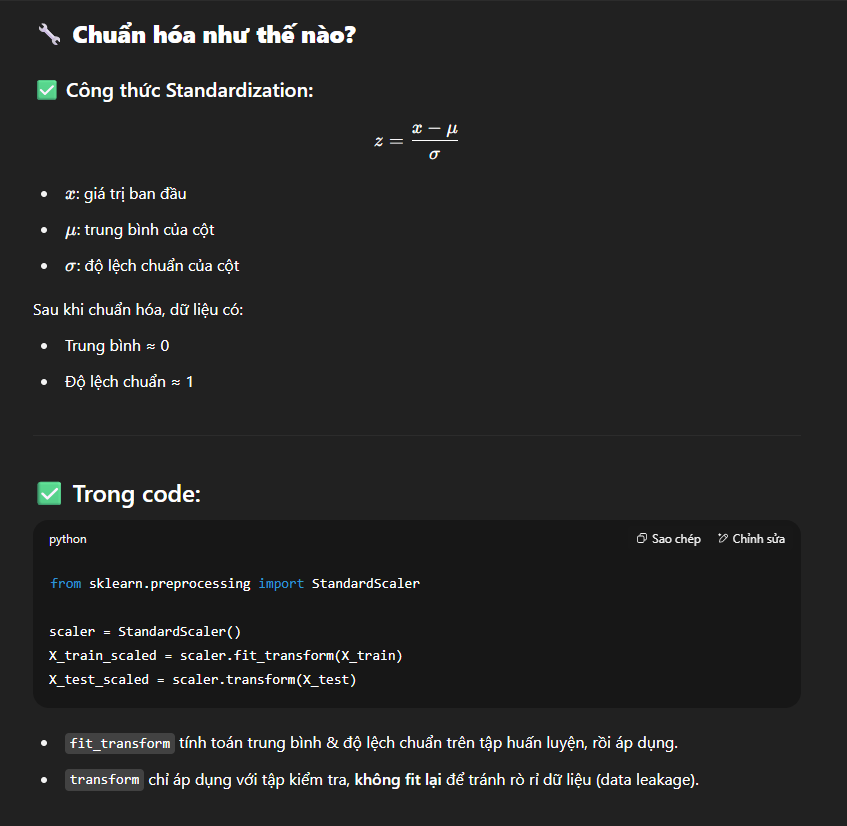 🔧 Chuẩn hóa như thế nào?
✅ Công thức Standardization:
z = (x − μ) / σ
• x: giá trị ban đầu
• μ: trung bình của cột
• σ: độ lệch chuẩn của cột
Sau khi chuẩn hóa, dữ liệu có:
• Trung bình ≈ 0
• Độ lệch chuẩn ≈ 1
✅ Trong code:
python Sao chép Chỉnh sửa
from sklearn.preprocessing import StandardScaler
scaler = StandardScaler()
X_train_scaled = scaler.fit_transform(X_train)
X_test_scaled = scaler.transform(X_test)
• fit_transform tính toán trung bình & độ lệch chuẩn trên tập huấn luyện, rồi áp dụng.
• transform chỉ áp dụng với tập kiểm tra, không fit lại để tránh rò rỉ dữ liệu (data leakage).